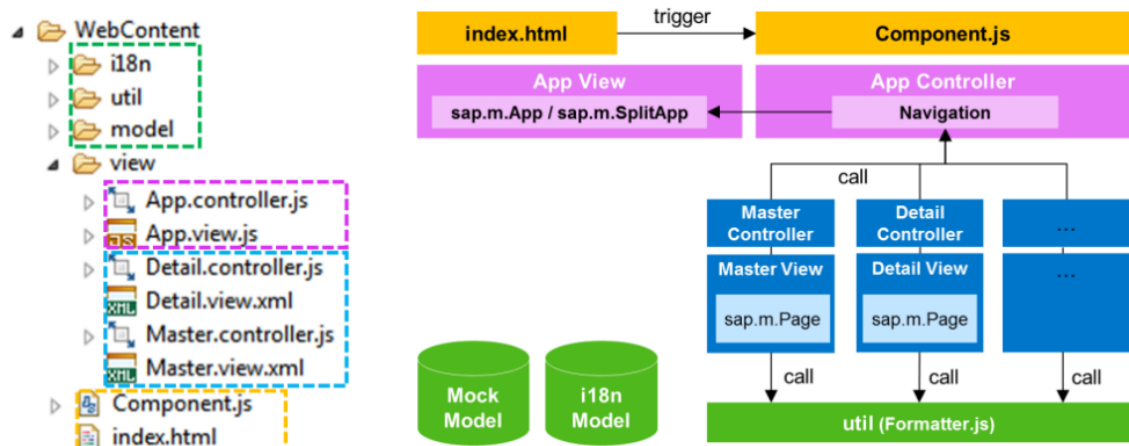 WebContent
i18n
util
model
view
App.controller.js
App.view.js
Detail.controller.js
Detail.view.xml
Master.controller.js
Master.view.xml
Component.js
index.html
index.html
trigger
Component.js
App View
sap.m.App / sap.m.SplitApp
App Controller
Navigation
call
Master
Controller
Detail
Controller
...
Master View
sap.m.Page
Detail View
sap.m.Page
...
call
call
call
Mock
Model
i18n
Model
util (Formatter.js)